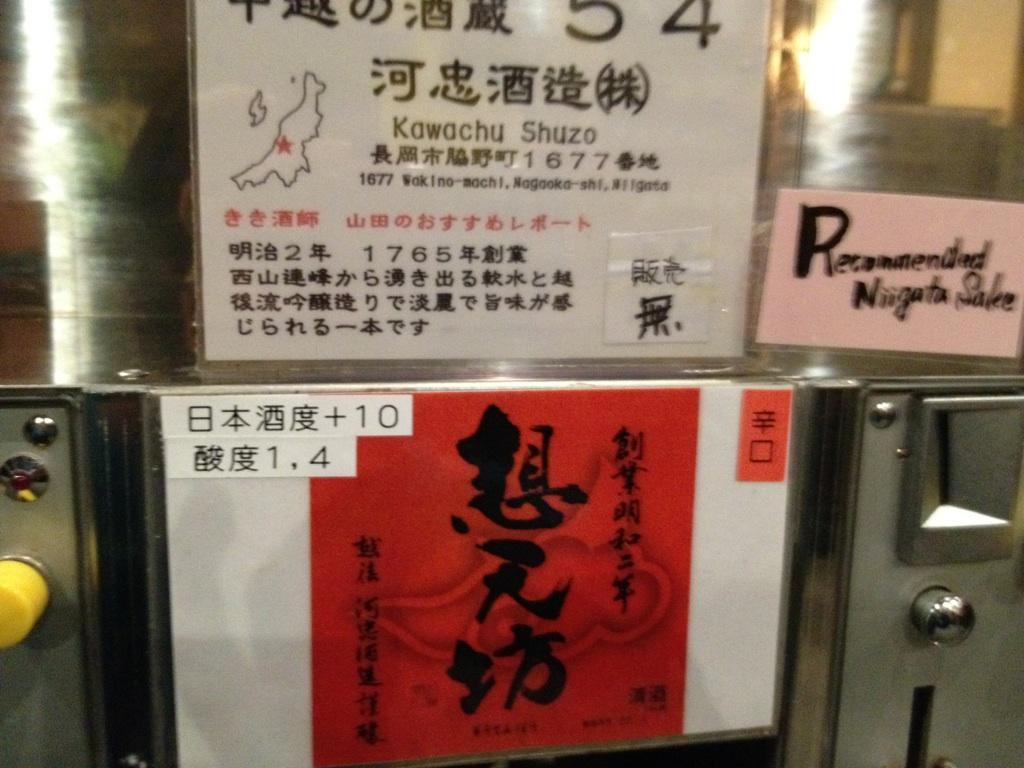 中越の酒蔵 54
河忠酒造㈱
Kawachu Shuzo
長岡市脇野町1677番地
1677 Wakino-machi, Nagaoka-shi, Niigata
きき酒師 山田のおすすめレポート
明治2年 1765年創業
西山連峰から湧き出る軟水と越
後流吟醸造りで淡麗で旨味が感
じられる一本です
販売
無、
Recommended
Niigata Sake
日本酒度+10
酸度1,4
辛口
創業明和二年
想天坊
越後 河忠酒造謹醸
清酒